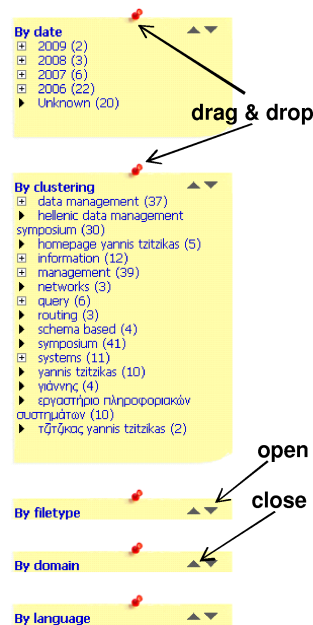 By date
2009 (2)
2008 (3)
2007 (6)
2006 (22)
Unknown (20)
drag & drop
By clustering
data management (37)
hellenic data management
symposium (30)
homepage yannis tzitzikas (5)
information (12)
management (39)
networks (3)
query (6)
routing (3)
schema based (4)
symposium (41)
systems (11)
yannis tzitzikas (10)
γιάννης (4)
εργαστήριο πληροφοριακών
συστημάτων (10)
τζίτζικας yannis tzitzikas (2)
open
By filetype
close
By domain
By language